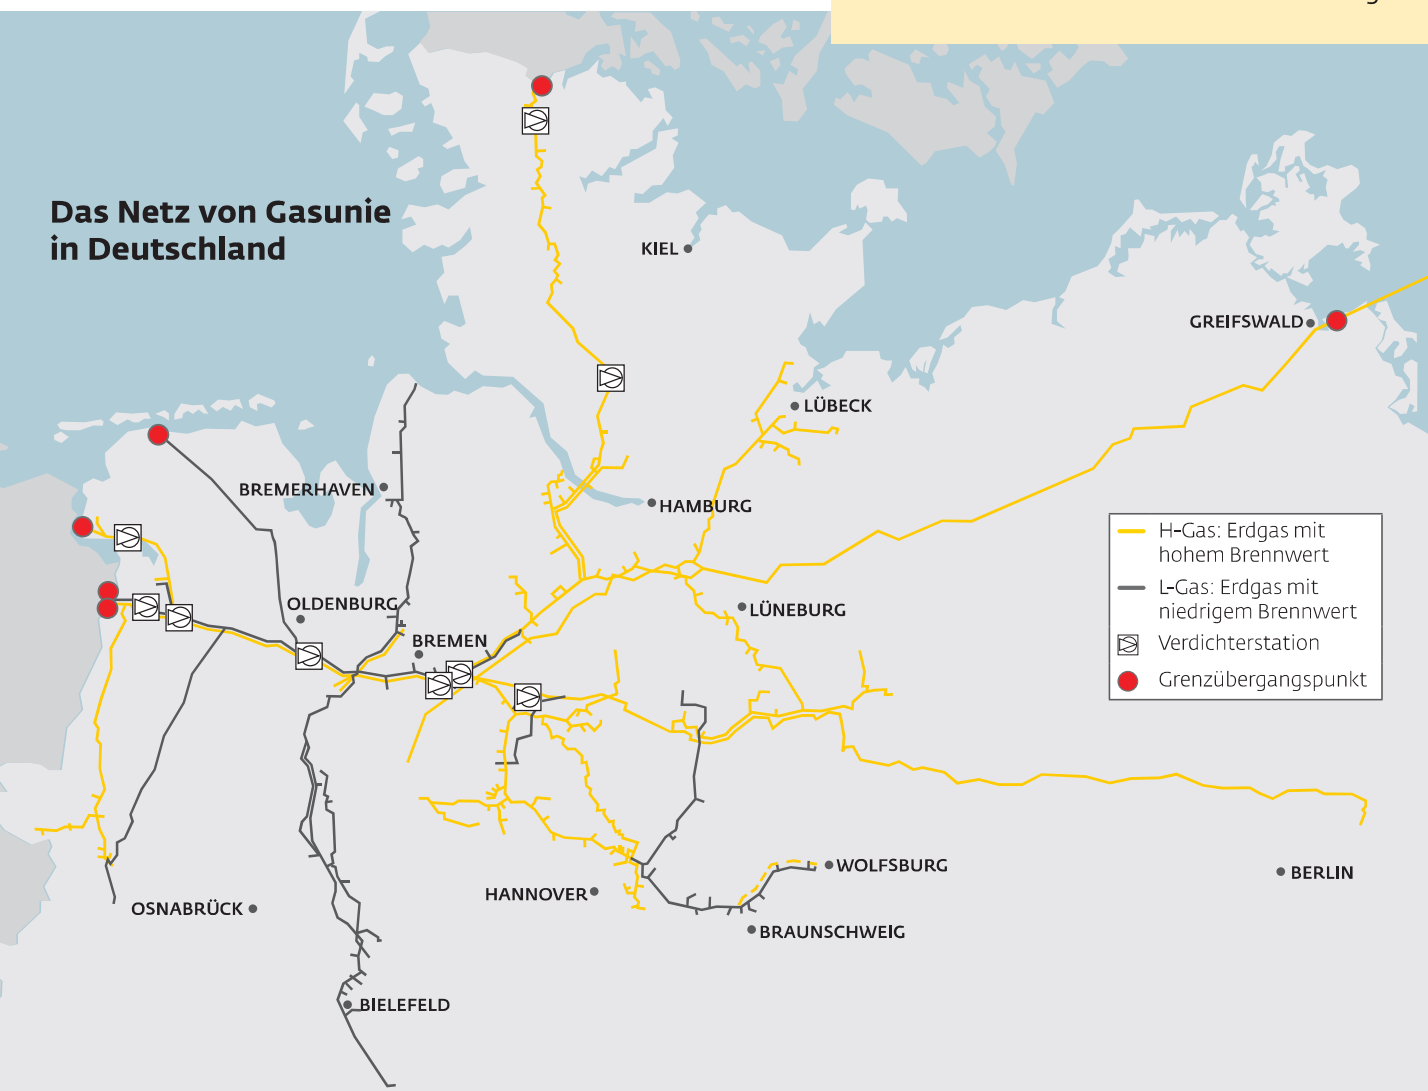 Das Netz von Gasunie
in Deutschland
KIEL
GREIFSWALD
LÜBECK
BREMERHAVEN
HAMBURG
H-Gas: Erdgas mit
hohem Brennwert
L-Gas: Erdgas mit
niedrigem Brennwert
Verdichterstation
Grenzübergangspunkt
OLDENBURG
LÜNEBURG
BREMEN
WOLFSBURG
BERLIN
HANNOVER
OSNABRÜCK
BRAUNSCHWEIG
BIELEFELD